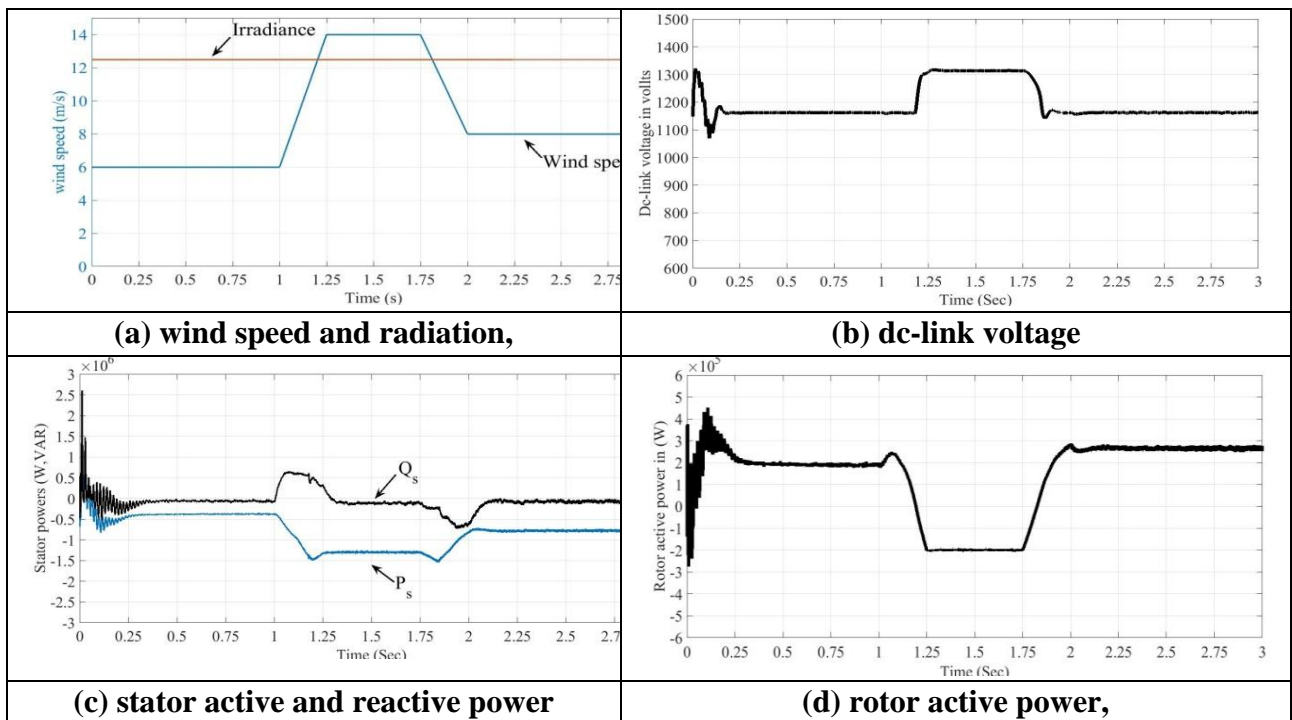 14
12
10
8
6
4
2
0
wind speed (m/s)
Irradiance
Wind spe
0 0.25 0.5 0.75 1 1.25 1.5 1.75 2 2.25 2.5 2.75
Time (s)
1500
1400
1300
1200
1100
1000
900
800
700
600
Dc-link voltage in vollts
0 0.25 0.5 0.75 1 1.25 1.5 1.75 2 2.25 2.5 2.75 3
Time (Sec)
(a) wind speed and radiation,
(b) dc-link voltage
×10⁶
3
2.5
2
1.5
1
0.5
0
-0.5
-1
-1.5
-2
-2.5
-3
Stator powers (W,VAR)
Qs
Ps
0 0.25 0.5 0.75 1 1.25 1.5 1.75 2 2.25 2.5 2.7
Time (Sec)
×10⁵
6
5
4
3
2
1
0
-1
-2
-3
-4
-5
-6
Rotor active power in (W)
0 0.25 0.5 0.75 1 1.25 1.5 1.75 2 2.25 2.5 2.75 3
Time (Sec)
(c) stator active and reactive power
(d) rotor active power,